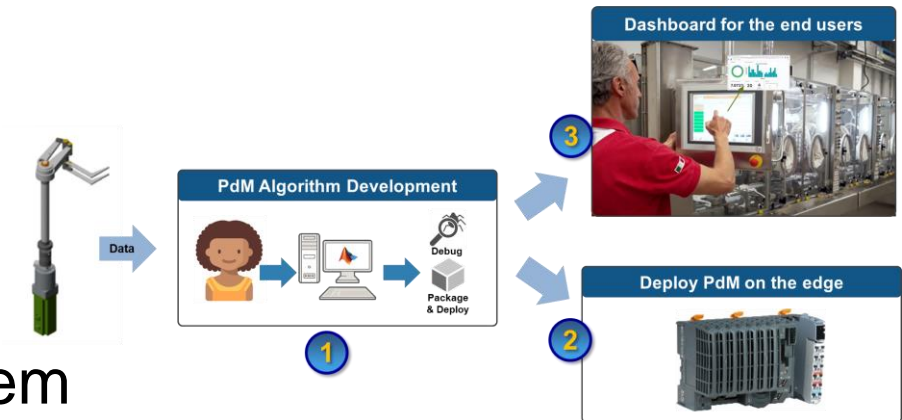 Dashboard for the end users
3
PdM Algorithm Development
Data
Debug
Package
& Deploy
1
Deploy PdM on the edge
2
em